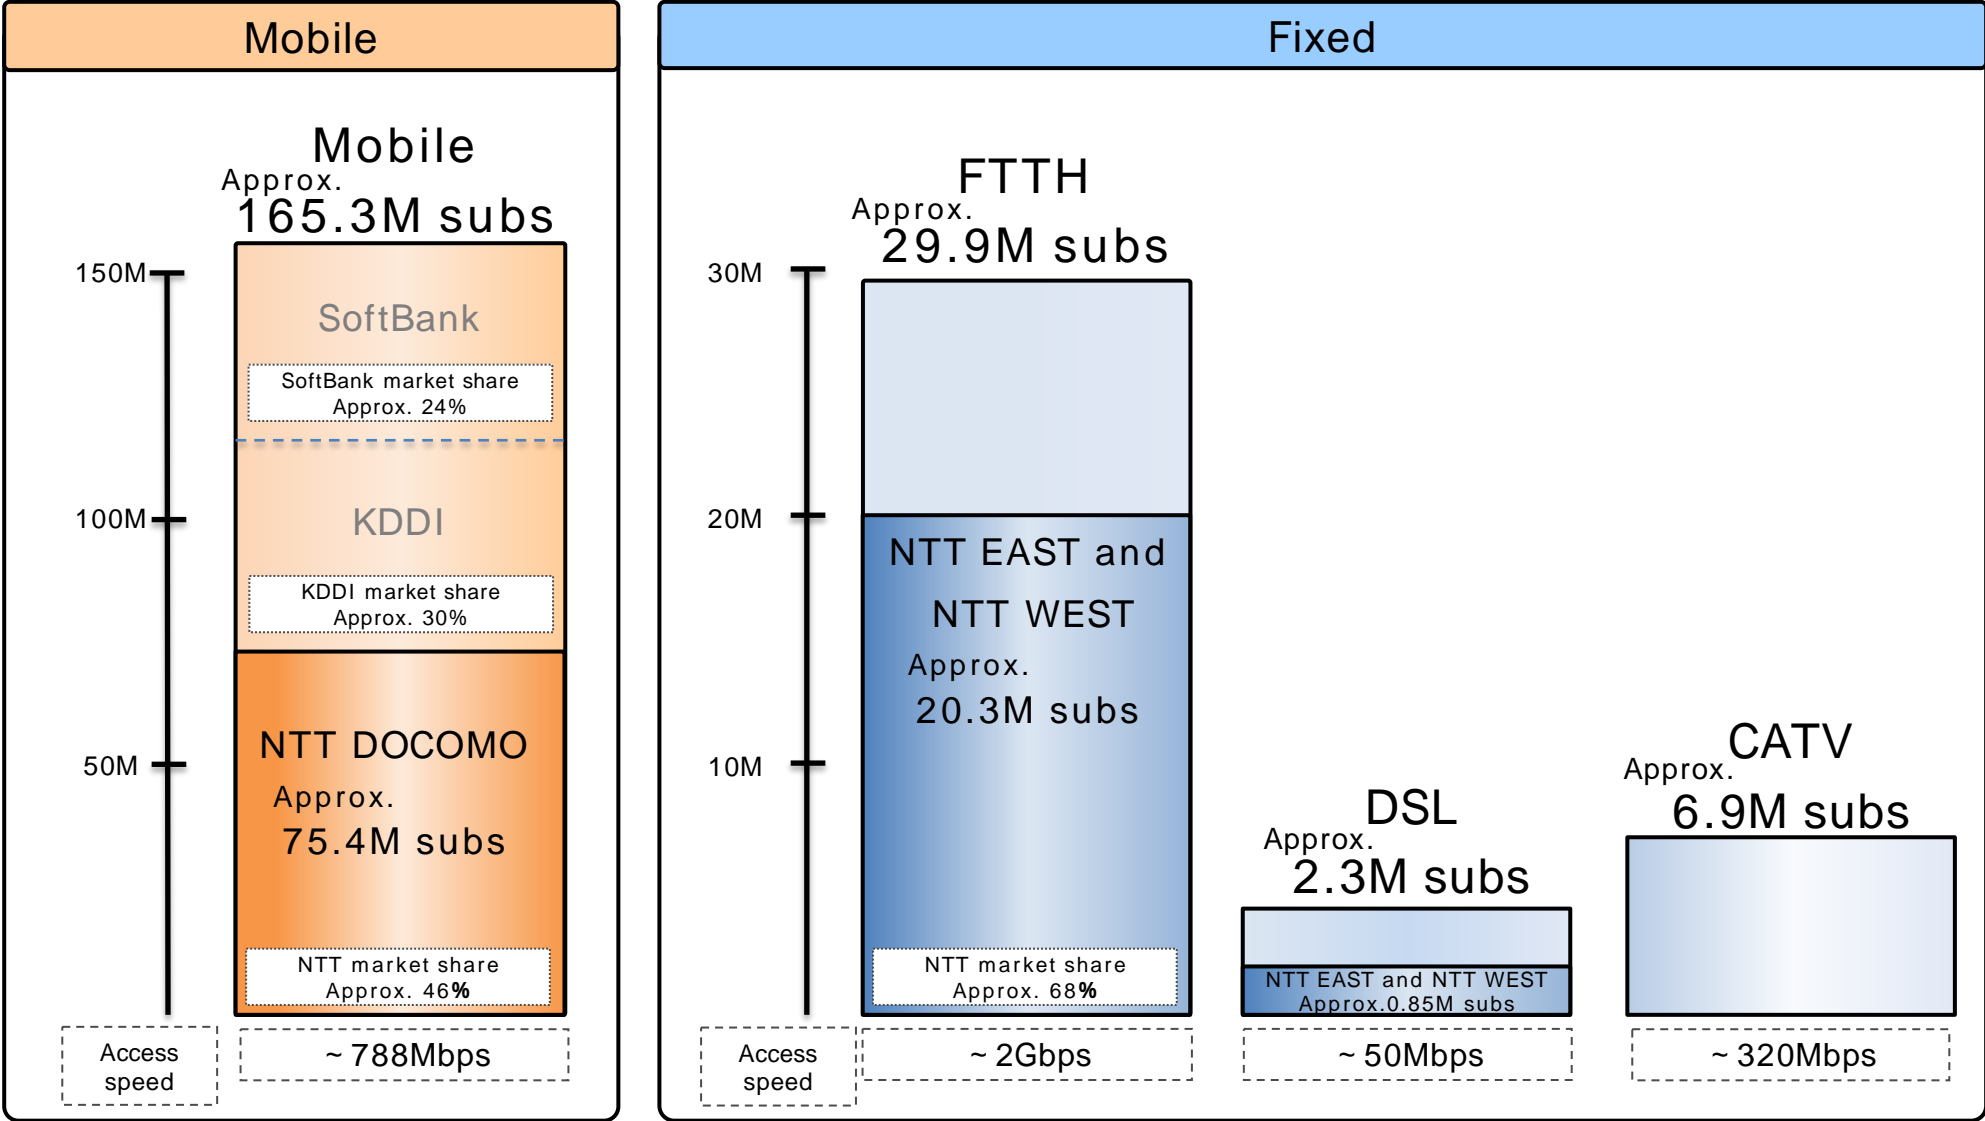 Mobile
Mobile
Approx.
165.3M subs
150M
100M
50M
SoftBank
SoftBank market share
Approx. 24%
KDDI
KDDI market share
Approx. 30%
NTT DOCOMO
Approx.
75.4M subs
NTT market share
Approx. 46%
Access
speed
~ 788Mbps
Fixed
FTTH
Approx.
29.9M subs
30M
20M
10M
NTT EAST and
NTT WEST
Approx.
20.3M subs
NTT market share
Approx. 68%
Access
speed
~ 2Gbps
DSL
Approx.
2.3M subs
NTT EAST and NTT WEST
Approx.0.85M subs
~ 50Mbps
CATV
Approx.
6.9M subs
~ 320Mbps